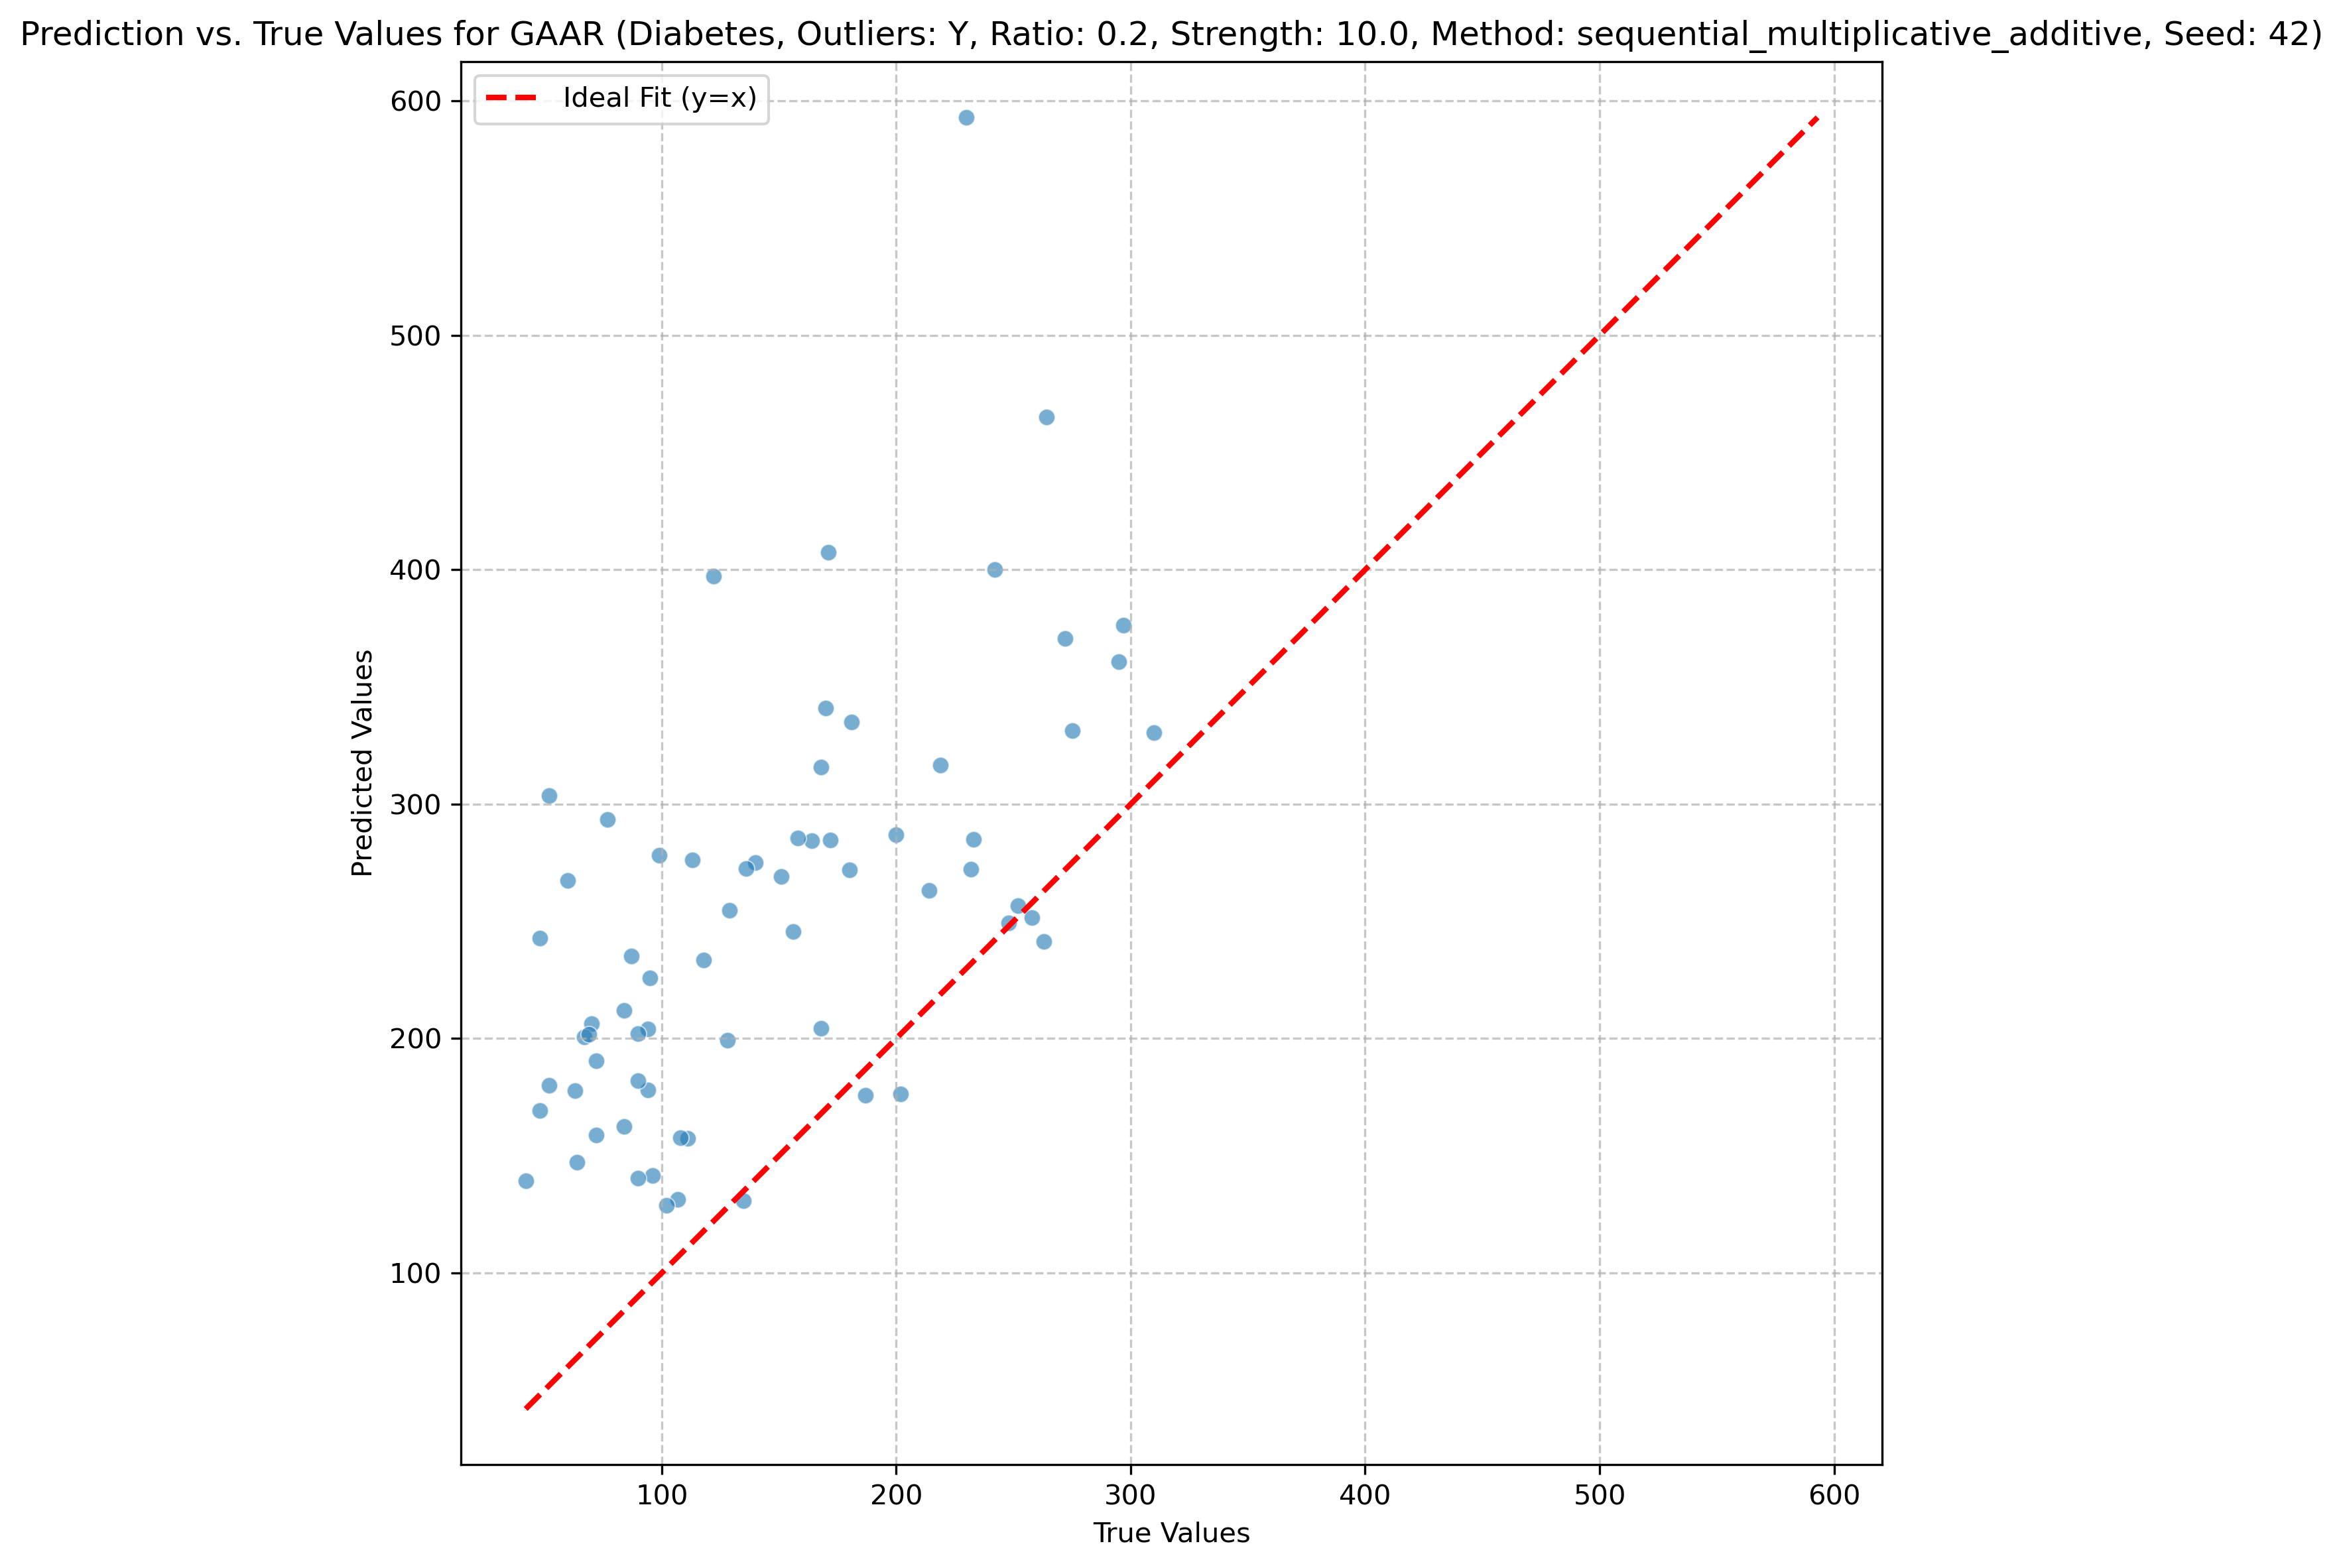 Prediction vs. True Values for GAAR (Diabetes, Outliers: Y, Ratio: 0.2, Strength: 10.0, Method: sequential_multiplicative_additive, Seed: 42)
Ideal Fit (y=x)
600
500
400
300
200
100
Predicted Values
100 200 300 400 500 600
True Values